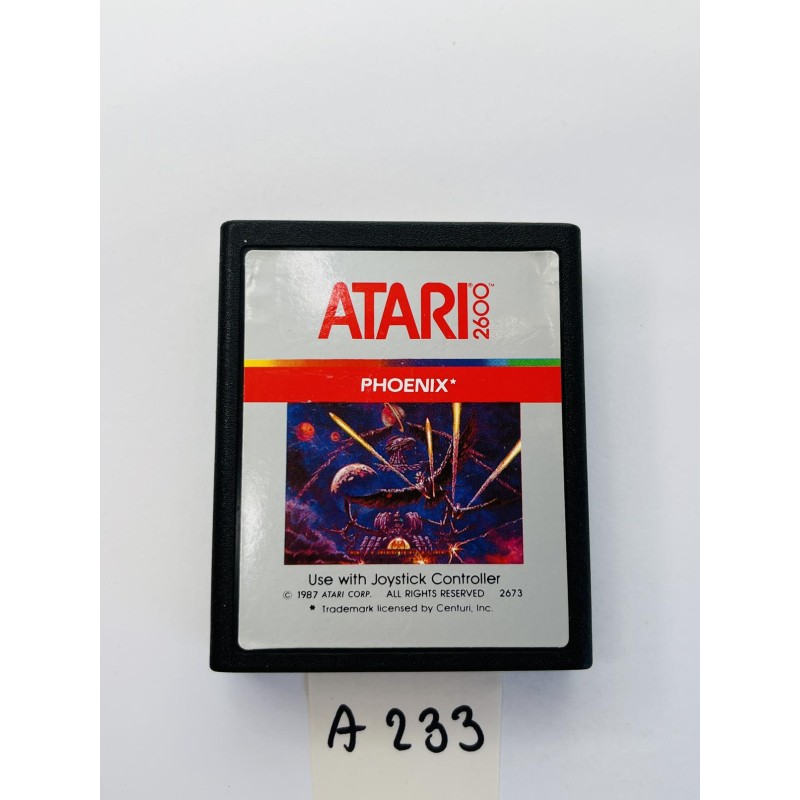 ATARI® 2600™
PHOENIX*
Use with Joystick Controller
© 1987 ATARI CORP. ALL RIGHTS RESERVED 2673
* Trademark licensed by Centuri, Inc.
A 233